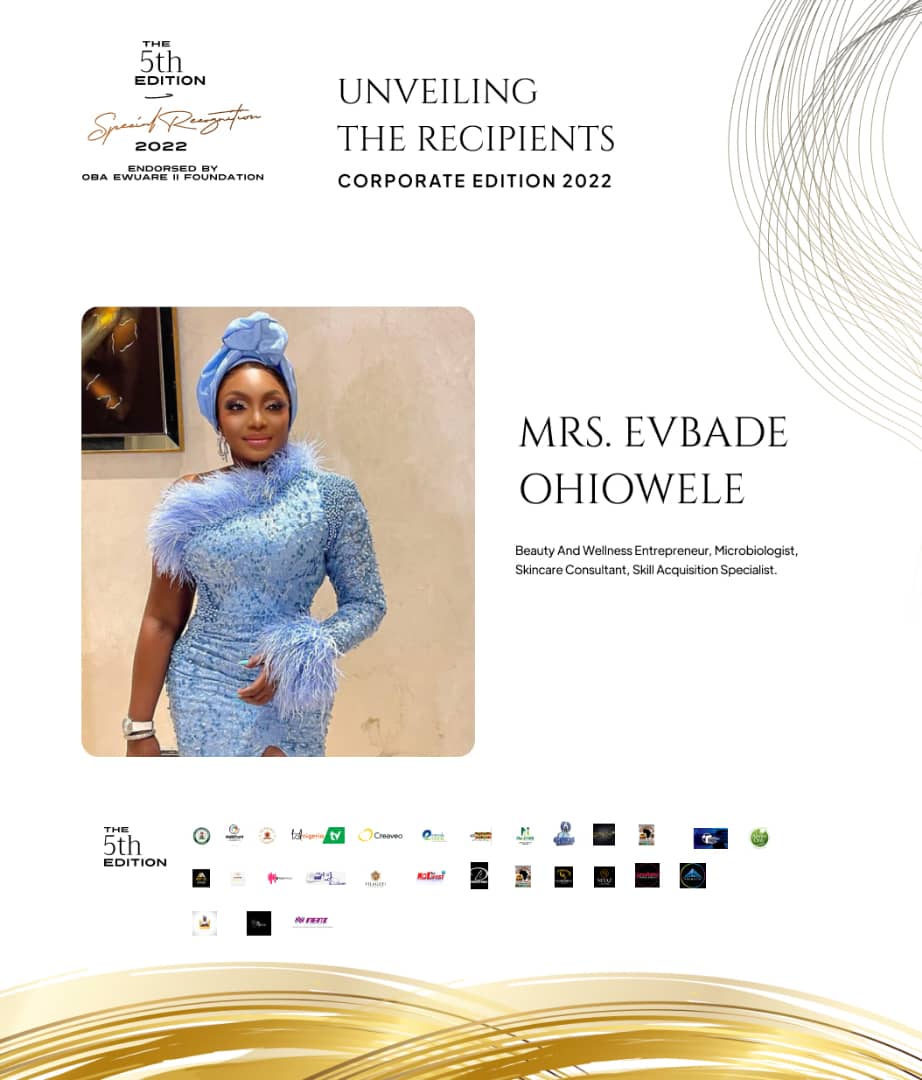 THE
5th
EDITION
Special Recognition
2022
ENDORSED BY
OBA EWUARE II FOUNDATION
UNVEILING
THE RECIPIENTS
CORPORATE EDITION 2022
MRS. EVBADE
OHIOWELE
Beauty And Wellness Entrepreneur, Microbiologist,
Skincare Consultant, Skill Acquisition Specialist.
THE
5th
EDITION
tv
Creaveo